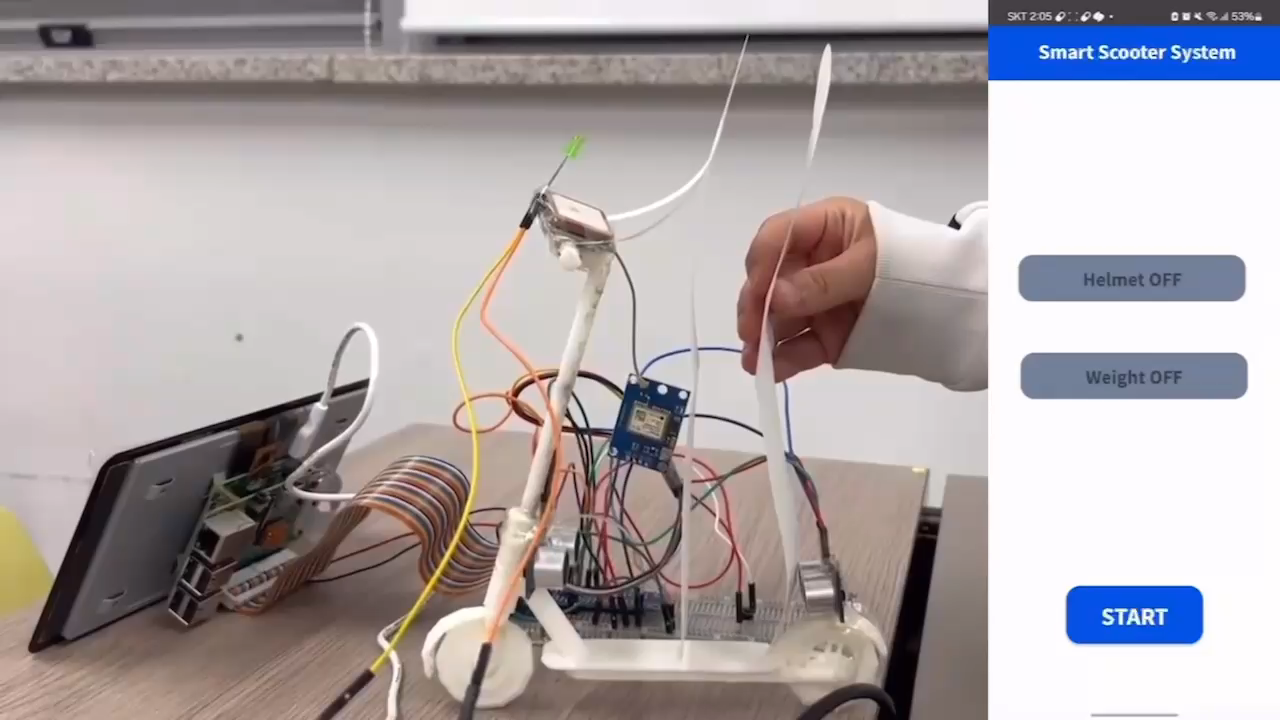 SKT 2:05
53%
Smart Scooter System
Helmet OFF
Weight OFF
START